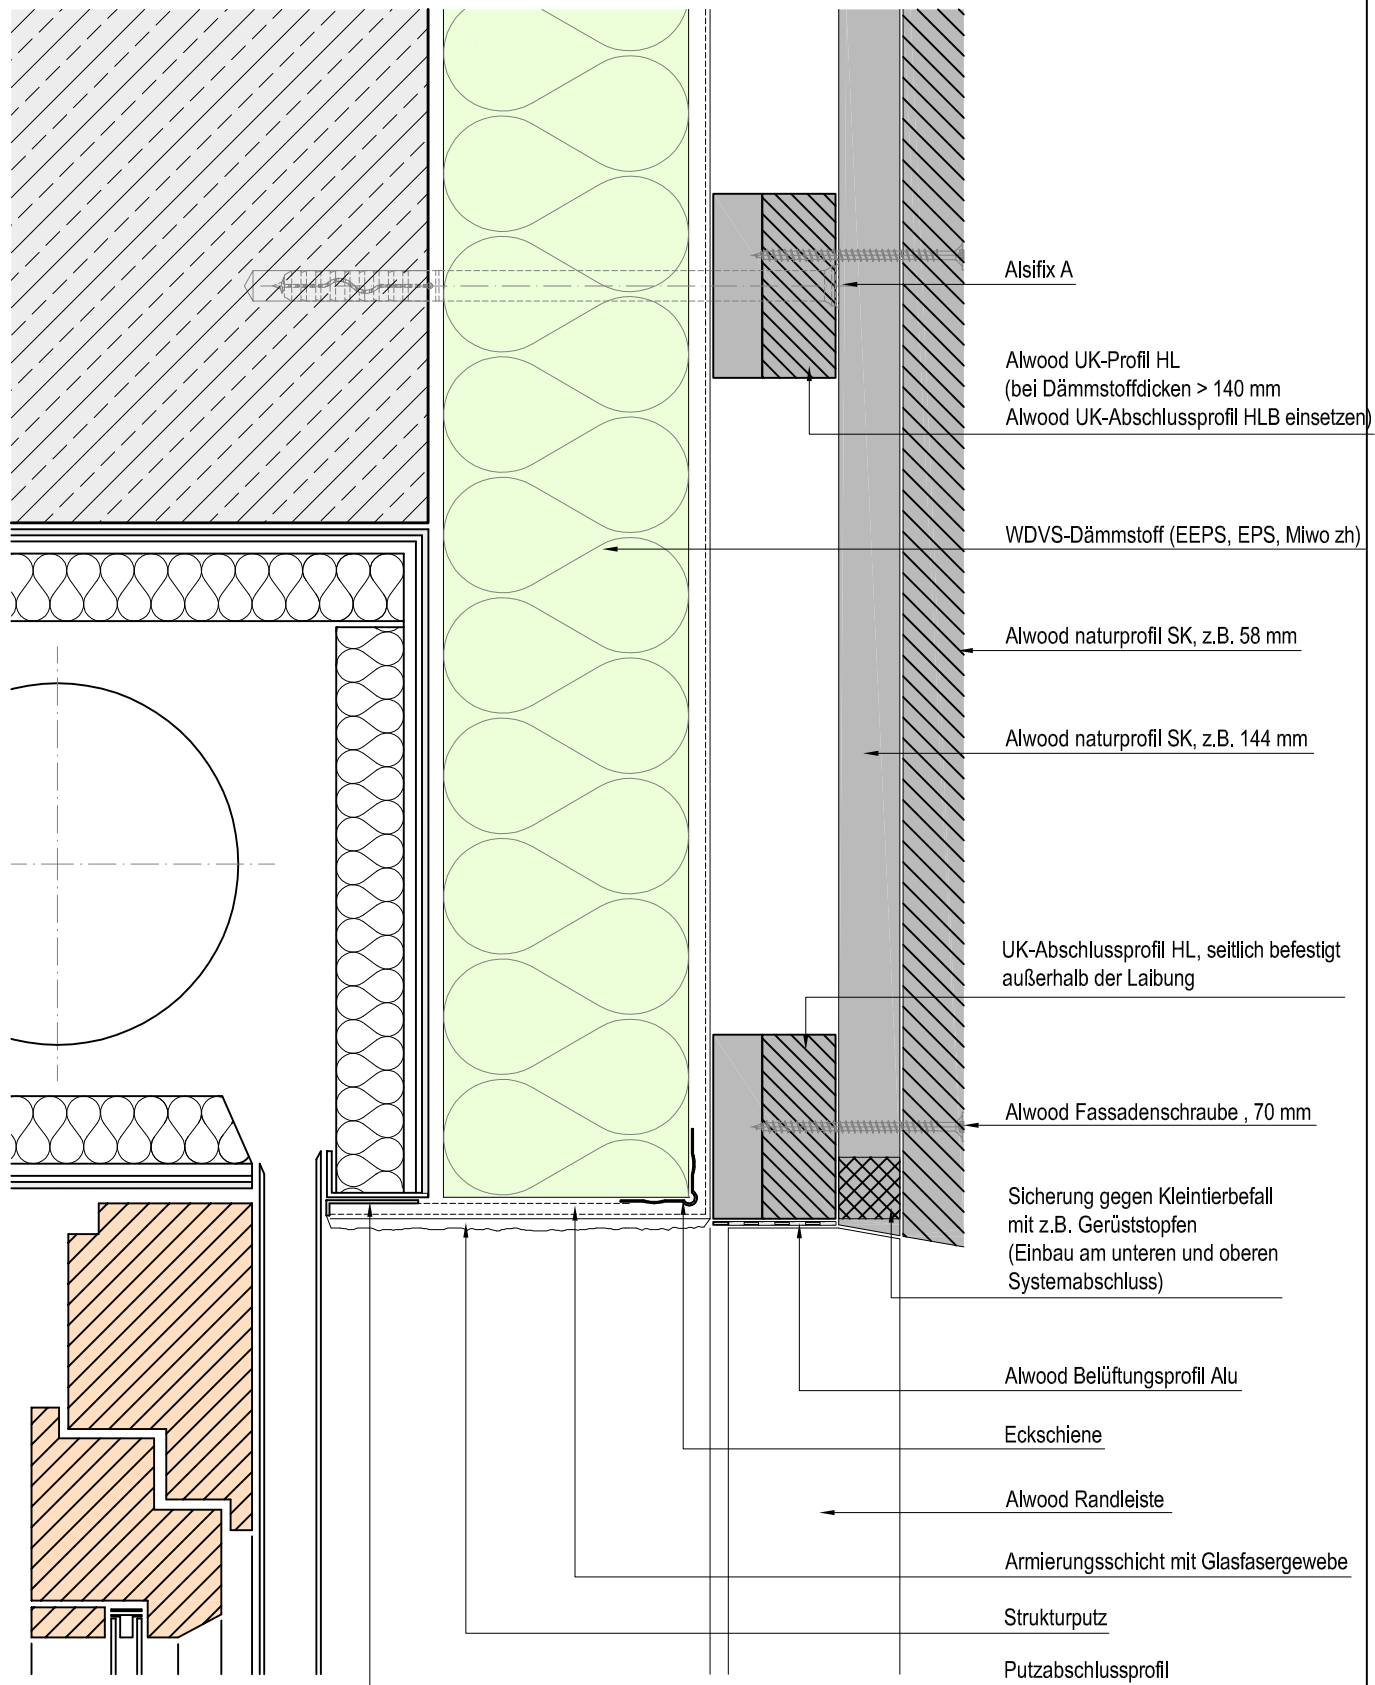 Alsifix A
Alwood UK-Profil HL
(bei Dämmstoffdicken > 140 mm
Alwood UK-Abschlussprofil HLB einsetzen)
WDVS-Dämmstoff (EEPS, EPS, Miwo zh)
Alwood naturprofil SK, z.B. 58 mm
Alwood naturprofil SK, z.B. 144 mm
UK-Abschlussprofil HL, seitlich befestigt
außerhalb der Laibung
Alwood Fassadenschraube , 70 mm
Sicherung gegen Kleintierbefall
mit z.B. Gerüststopfen
(Einbau am unteren und oberen
Systemabschluss)
Alwood Belüftungsprofil Alu
Eckschiene
Alwood Randleiste
Armierungsschicht mit Glasfasergewebe
Strukturputz
Putzabschlussprofil